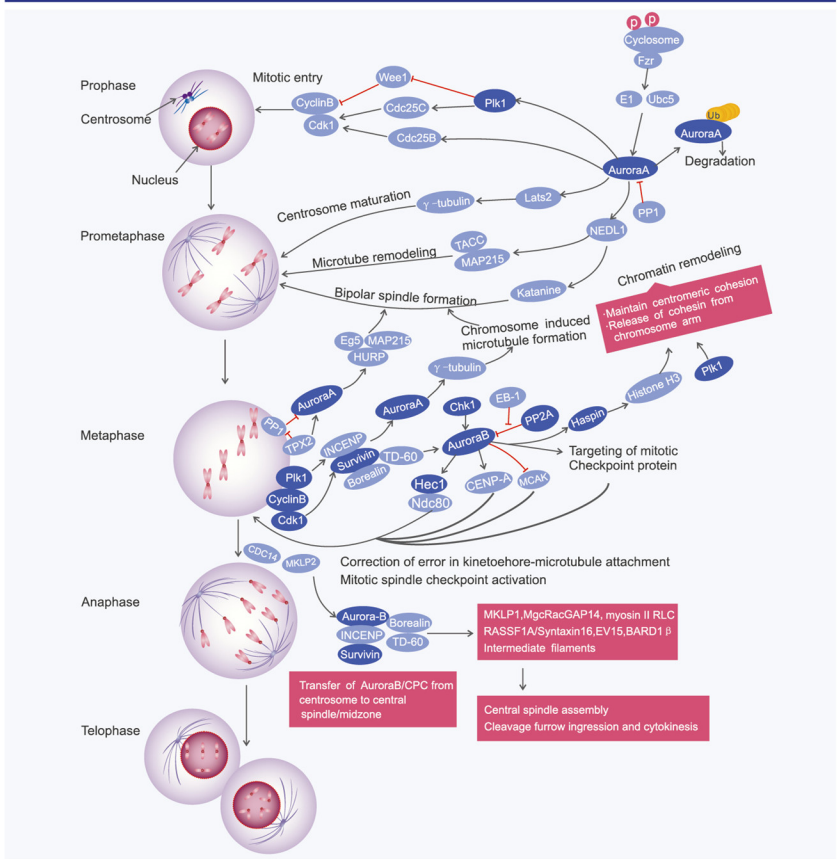 p p
Cyclosome
Fzr
E1 Ubc5
Ub
AuroraA
Degradation
Prophase
Centrosome
Nucleus
Mitotic entry
Wee1
CyclinB
Cdk1
Cdc25C
Cdc25B
Plk1
AuroraA
PP1
Prometaphase
Centrosome maturation
γ-tubulin
Lats2
NEDL1
Microtube remodeling
TACC
MAP215
Bipolar spindle formation
Katanine
Chromatin remodeling
·Maintain centromeric cohesion
·Release of cohesin from
chromosome arm
Eg5 MAP215
HURP
Chromosome induced
microtubule formation
γ-tubulin
Histone H3
Plk1
Metaphase
PP1
AuroraA
TPX2
AuroraA
Chk1
EB-1
PP2A
Haspin
INCENP
Survivin
Borealin
TD-60
AuroraB
Targeting of mitotic
Checkpoint protein
Plk1
CyclinB
Cdk1
Hec1
Ndc80
CENP-A
MCAK
CDC14
MKLP2
Correction of error in kinetoehore-microtubule attachment
Mitotic spindle checkpoint activation
Anaphase
Aurora-B Borealin
INCENP TD-60
Survivin
MKLP1,MgcRacGAP14, myosin II RLC
RASSF1A/Syntaxin16,EV15,BARD1β
Intermediate filaments
Transfer of AuroraB/CPC from
centrosome to central
spindle/midzone
Central spindle assembly
Cleavage furrow ingression and cytokinesis
Telophase